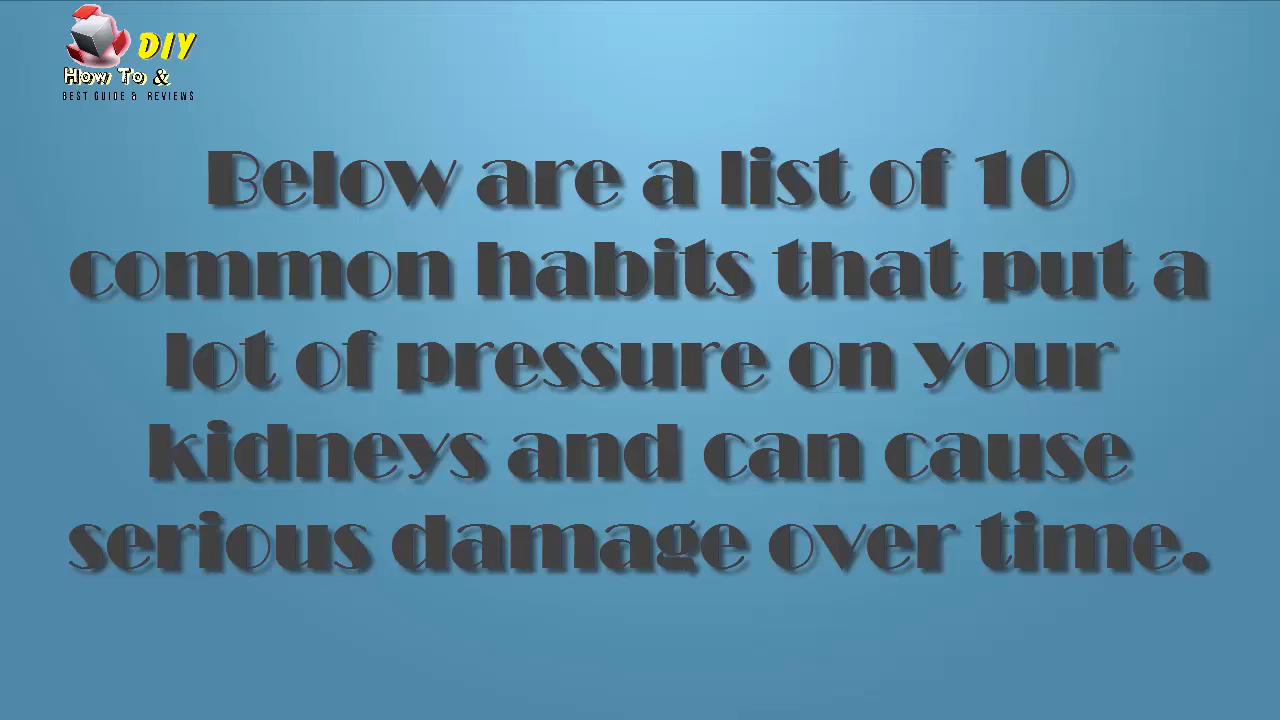 DIY
How To &
BEST GUIDE & REVIEWS
Below are a list of 10
common habits that put a
lot of pressure on your
kidneys and can cause
serious damage over time.